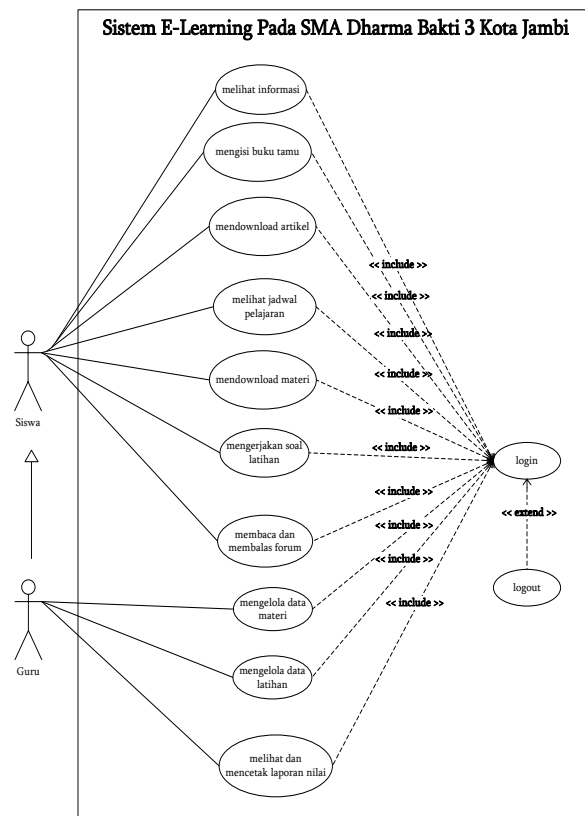 Sistem E-Learning Pada SMA Dharma Bakti 3 Kota Jambi
melihat informasi
mengisi buku tamu
mendownload artikel
<< include >>
melihat jadwal
pelajaran
<< include >>
<< include >>
mendownload materi
<< include >>
<< include >>
Siswa
mengerjakan soal
latihan
<< include >>
login
<< include >>
membaca dan
membalas forum
<< include >>
<< extend >>
<< include >>
logout
mengelola data
materi
<< include >>
Guru
mengelola data
latihan
melihat dan
mencetak laporan nilai